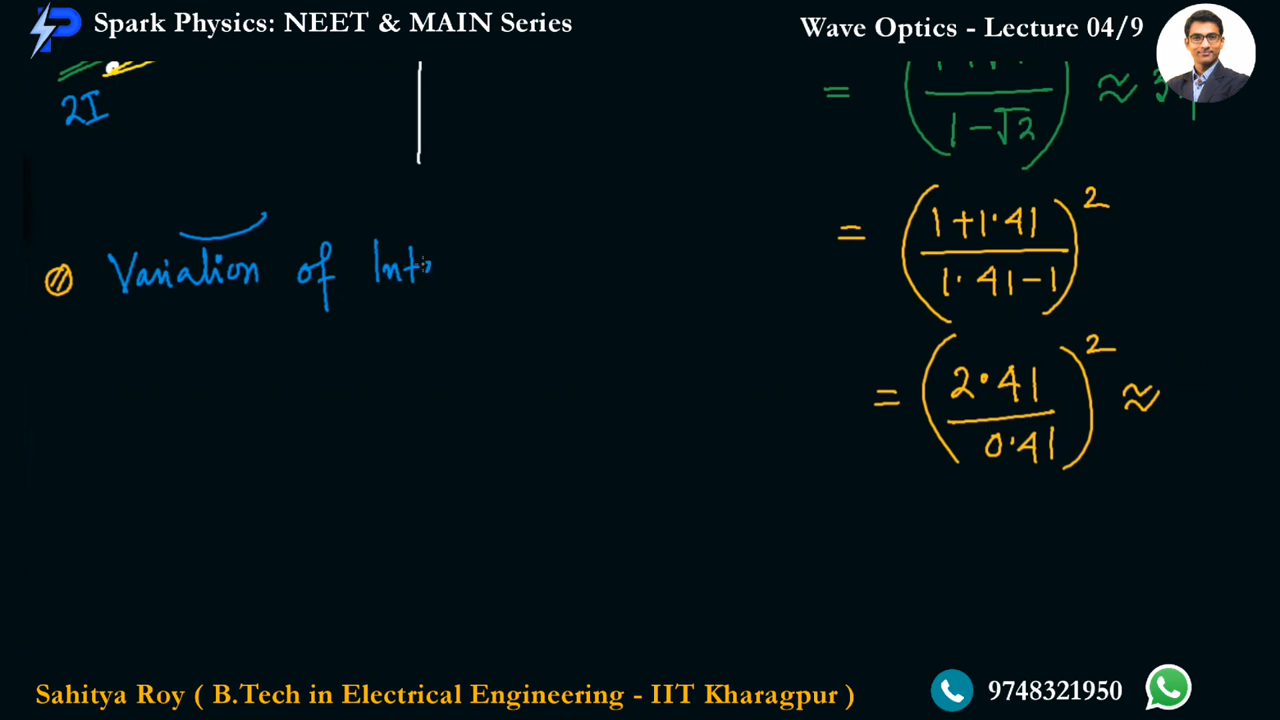 Spark Physics: NEET & MAIN Series
Wave Optics - Lecture 04/9
2I
= ( / 1-√2 ) ≈ 3
= ( 1+1.41 / 1.41-1 )²
Variation of Int
= ( 2.41 / 0.41 )² ≈
Sahitya Roy ( B.Tech in Electrical Engineering - IIT Kharagpur )
9748321950